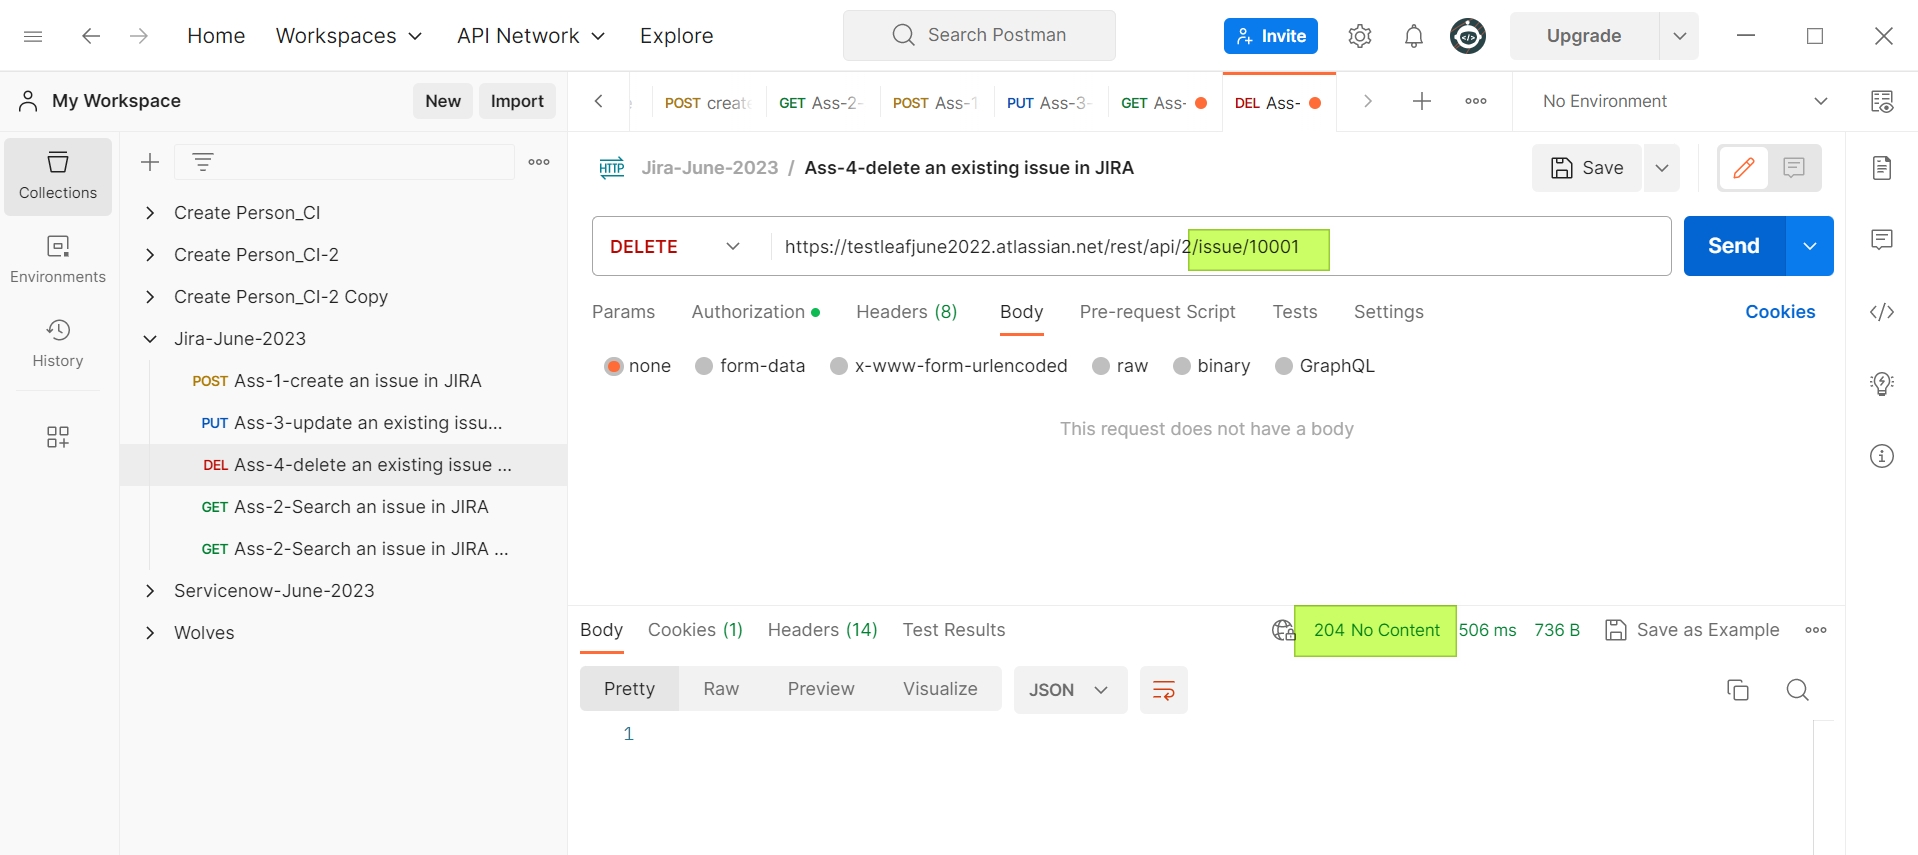 Home Workspaces API Network Explore Search Postman Invite Upgrade
My Workspace New Import POST create GET Ass-2- POST Ass-1 PUT Ass-3- GET Ass- DEL Ass- No Environment
Collections
Environments
History
Create Person_CI
Create Person_CI-2
Create Person_CI-2 Copy
Jira-June-2023
POST Ass-1-create an issue in JIRA
PUT Ass-3-update an existing issu...
DEL Ass-4-delete an existing issue ...
GET Ass-2-Search an issue in JIRA
GET Ass-2-Search an issue in JIRA ...
Servicenow-June-2023
Wolves
HTTP Jira-June-2023 / Ass-4-delete an existing issue in JIRA Save
DELETE https://testleafjune2022.atlassian.net/rest/api/2/issue/10001 Send
Params Authorization Headers (8) Body Pre-request Script Tests Settings Cookies
none form-data x-www-form-urlencoded raw binary GraphQL
This request does not have a body
Body Cookies (1) Headers (14) Test Results 204 No Content 506 ms 736 B Save as Example
Pretty Raw Preview Visualize JSON
1